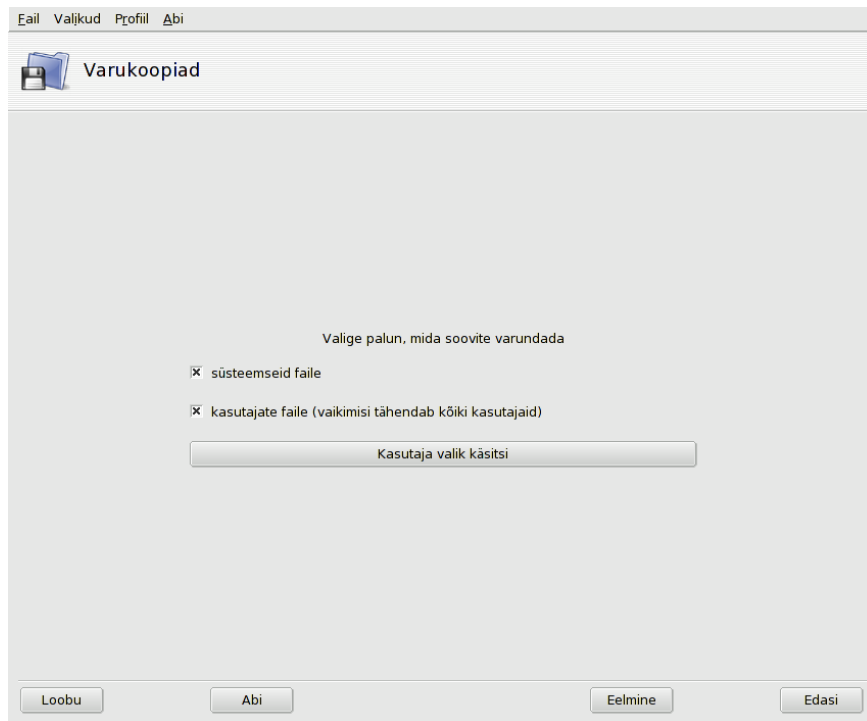 Fail Valikud Profiil Abi
Varukoopiad
Valige palun, mida soovite varundada
süsteemseid faile
kasutajate faile (vaikimisi tähendab kõiki kasutajaid)
Kasutaja valik käsitsi
Loobu Abi Eelmine Edasi